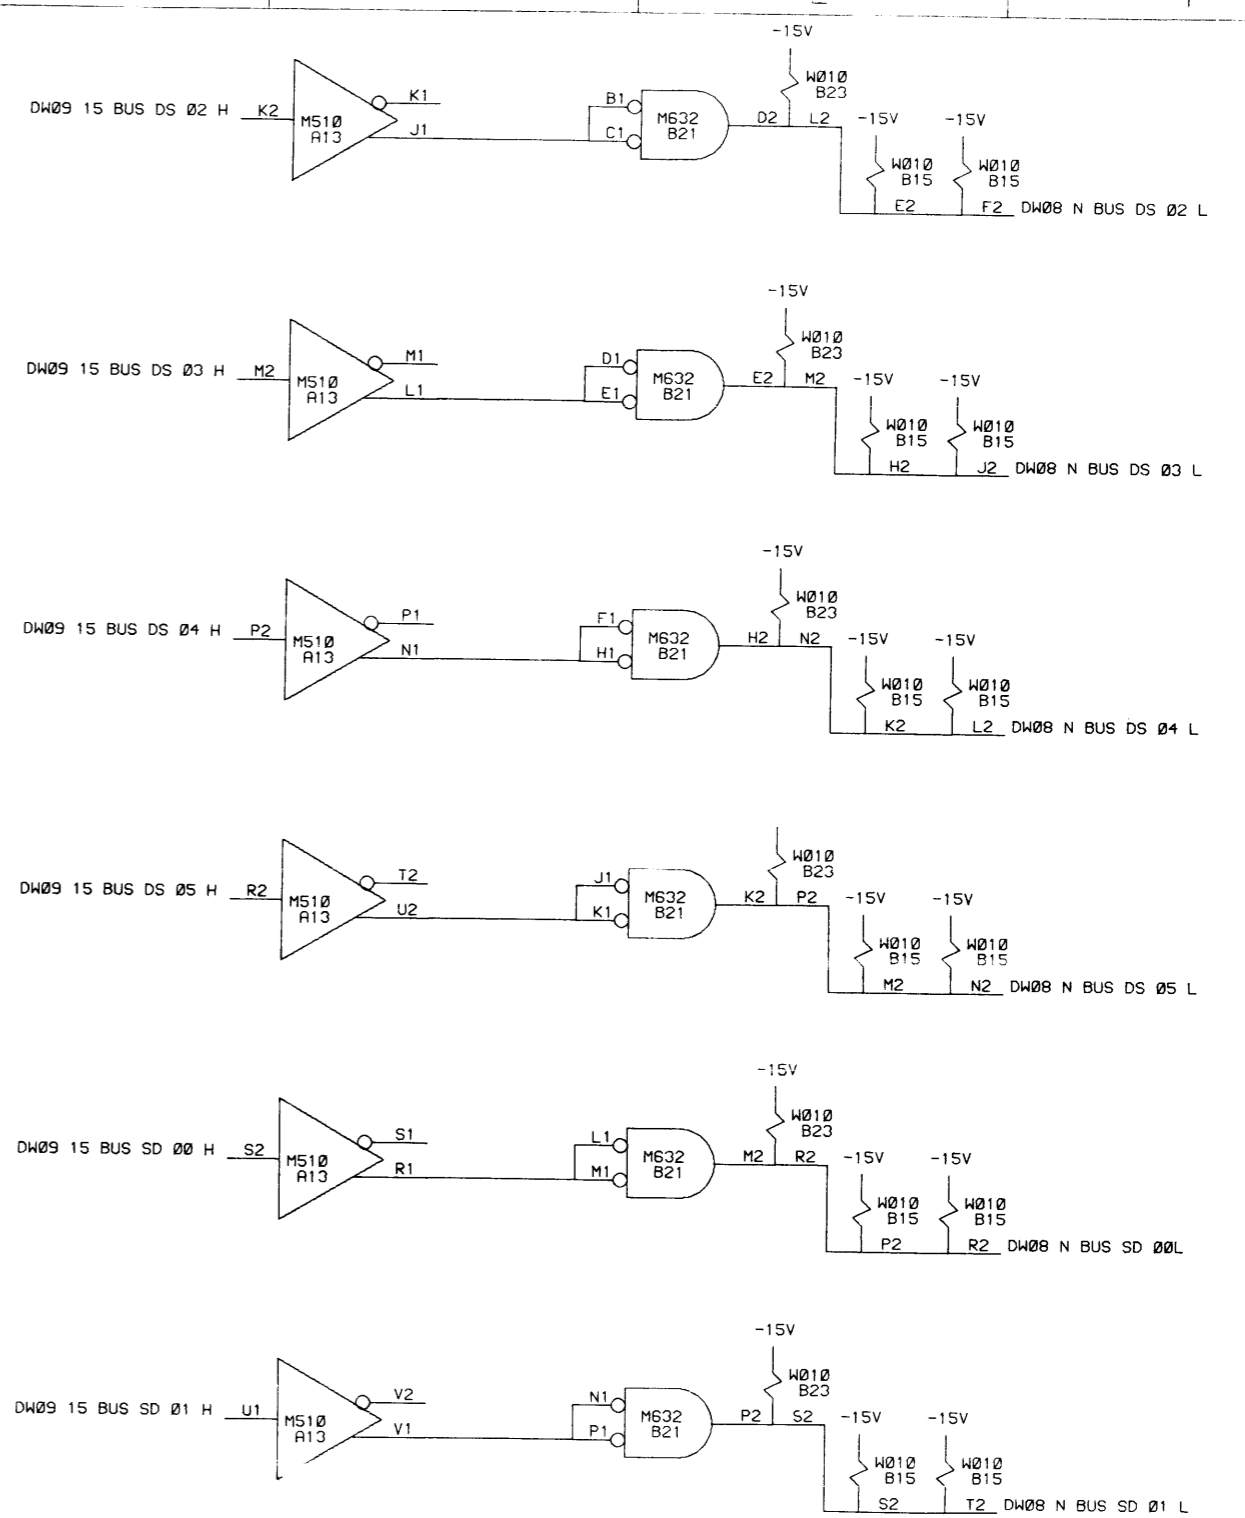 -15V
W010
B23
DW09 15 BUS DS 02 H K2
M510
A13
K1
J1
B1
C1
M632
B21
D2 L2
-15V -15V
W010 W010
B15 B15
E2 F2 DW08 N BUS DS 02 L
-15V
W010
B23
DW09 15 BUS DS 03 H M2
M510
A13
M1
L1
D1
E1
M632
B21
E2 M2
-15V -15V
W010 W010
B15 B15
H2 J2 DW08 N BUS DS 03 L
-15V
W010
B23
DW09 15 BUS DS 04 H P2
M510
A13
P1
N1
F1
H1
M632
B21
H2 N2
-15V -15V
W010 W010
B15 B15
K2 L2 DW08 N BUS DS 04 L
W010
B23
DW09 15 BUS DS 05 H R2
M510
A13
T2
U2
J1
K1
M632
B21
K2 P2
-15V -15V
W010 W010
B15 B15
M2 N2 DW08 N BUS DS 05 L
-15V
W010
B23
DW09 15 BUS SD 00 H S2
M510
A13
S1
R1
L1
M1
M632
B21
M2 R2
-15V -15V
W010 W010
B15 B15
P2 R2 DW08 N BUS SD 00L
-15V
W010
B23
DW09 15 BUS SD 01 H U1
M510
A13
V2
V1
N1
P1
M632
B21
P2 S2
-15V -15V
W010 W010
B15 B15
S2 T2 DW08 N BUS SD 01 L